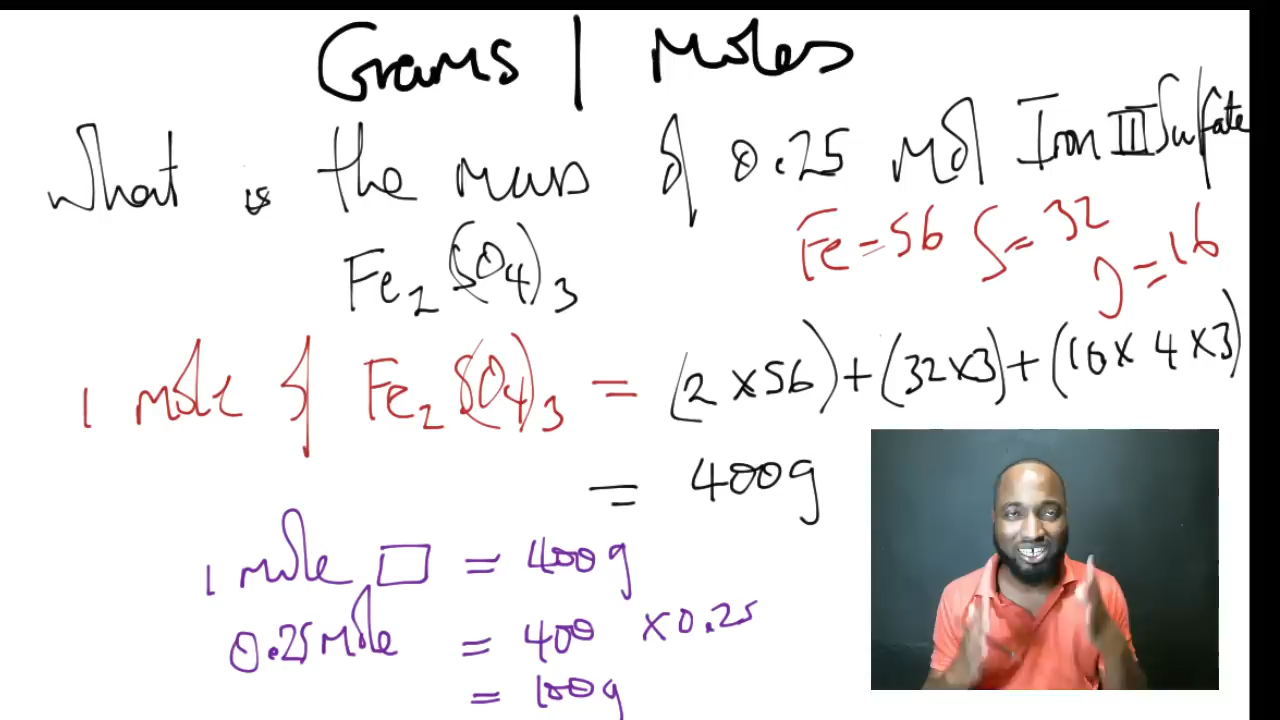 Grams | Moles
What is the mass of 0.25 mol Iron III Sulfate
Fe = 56 S = 32
Fe2(SO4)3 O = 16
1 mole of Fe2(SO4)3 = (2 × 56) + (32×3) + (16 × 4 × 3)
= 400g
1 mole □ = 400g
0.25 mole = 400 × 0.25
= 100g